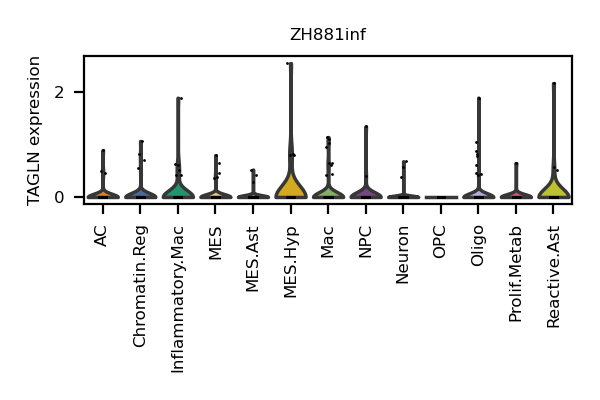 ZH881inf
TAGLN expression
2
0
AC
Chromatin.Reg
Inflammatory.Mac
MES
MES.Ast
MES.Hyp
Mac
NPC
Neuron
OPC
Oligo
Prolif.Metab
Reactive.Ast